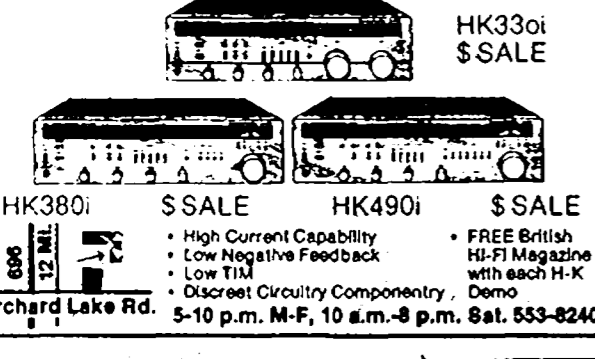 HK330i
$ SALE
HK380i $ SALE HK490i $ SALE
696
12 Mi.
rchard Lake Rd.
• High Current Capability
• Low Negative Feedback
• Low TIM
• Discreet Circuitry Componentry,
• FREE British
Hi-Fi Magazine
with each H-K
Demo
5-10 p.m. M-F, 10 a.m.-8 p.m. Sat. 553-8240